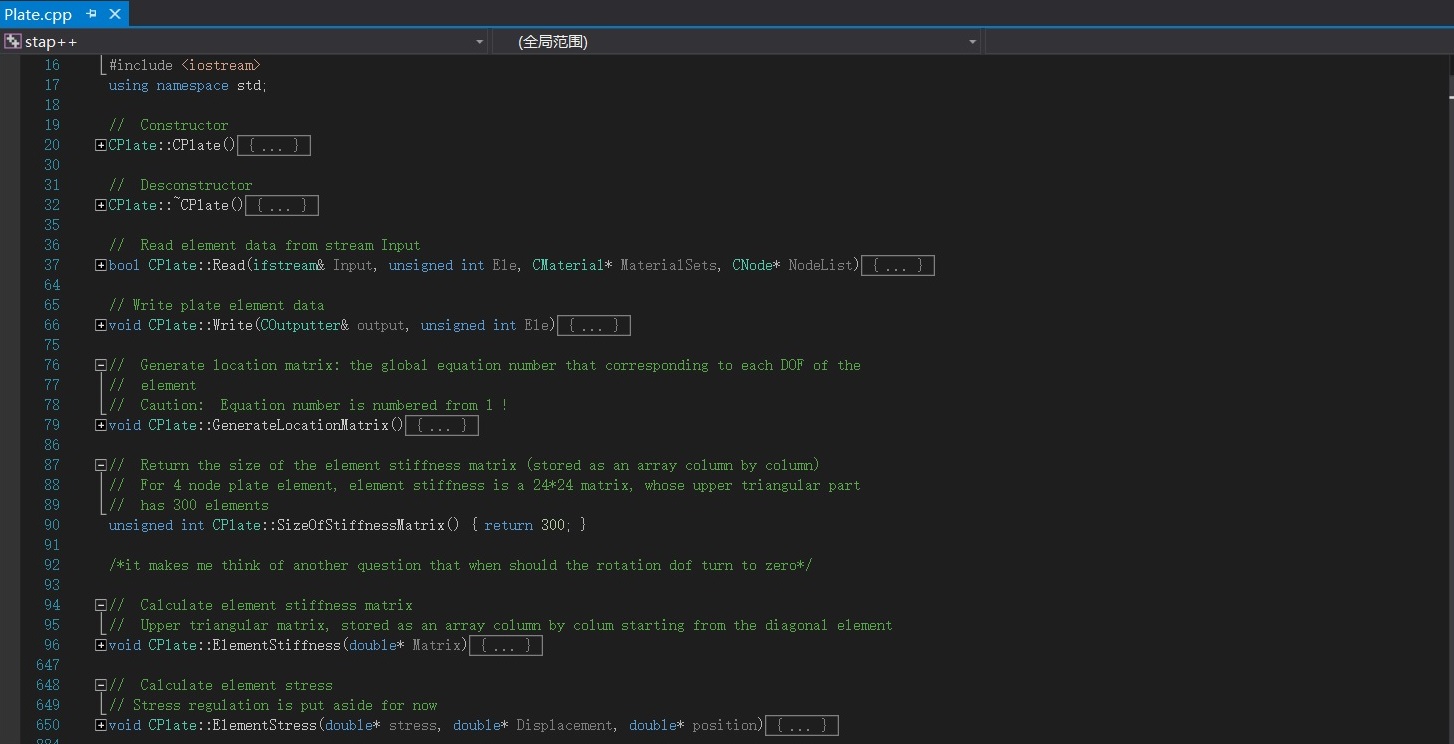 Plate.cpp
stap++
(全局范围)
16 #include <iostream>
17 using namespace std;
18
19 // Constructor
20 CPlate::CPlate(){ ... }
30
31 // Desconstructor
32 CPlate::~CPlate(){ ... }
35
36 // Read element data from stream Input
37 bool CPlate::Read(ifstream& Input, unsigned int Ele, CMaterial* MaterialSets, CNode* NodeList){ ... }
64
65 // Write plate element data
66 void CPlate::Write(COutputter& output, unsigned int Ele){ ... }
75
76 // Generate location matrix: the global equation number that corresponding to each DOF of the
77 // element
78 // Caution: Equation number is numbered from 1 !
79 void CPlate::GenerateLocationMatrix(){ ... }
86
87 // Return the size of the element stiffness matrix (stored as an array column by column)
88 // For 4 node plate element, element stiffness is a 24*24 matrix, whose upper triangular part
89 // has 300 elements
90 unsigned int CPlate::SizeOfStiffnessMatrix() { return 300; }
91
92 /*it makes me think of another question that when should the rotation dof turn to zero*/
93
94 // Calculate element stiffness matrix
95 // Upper triangular matrix, stored as an array column by colum starting from the diagonal element
96 void CPlate::ElementStiffness(double* Matrix){ ... }
647
648 // Calculate element stress
649 // Stress regulation is put aside for now
650 void CPlate::ElementStress(double* stress, double* Displacement, double* position){ ... }